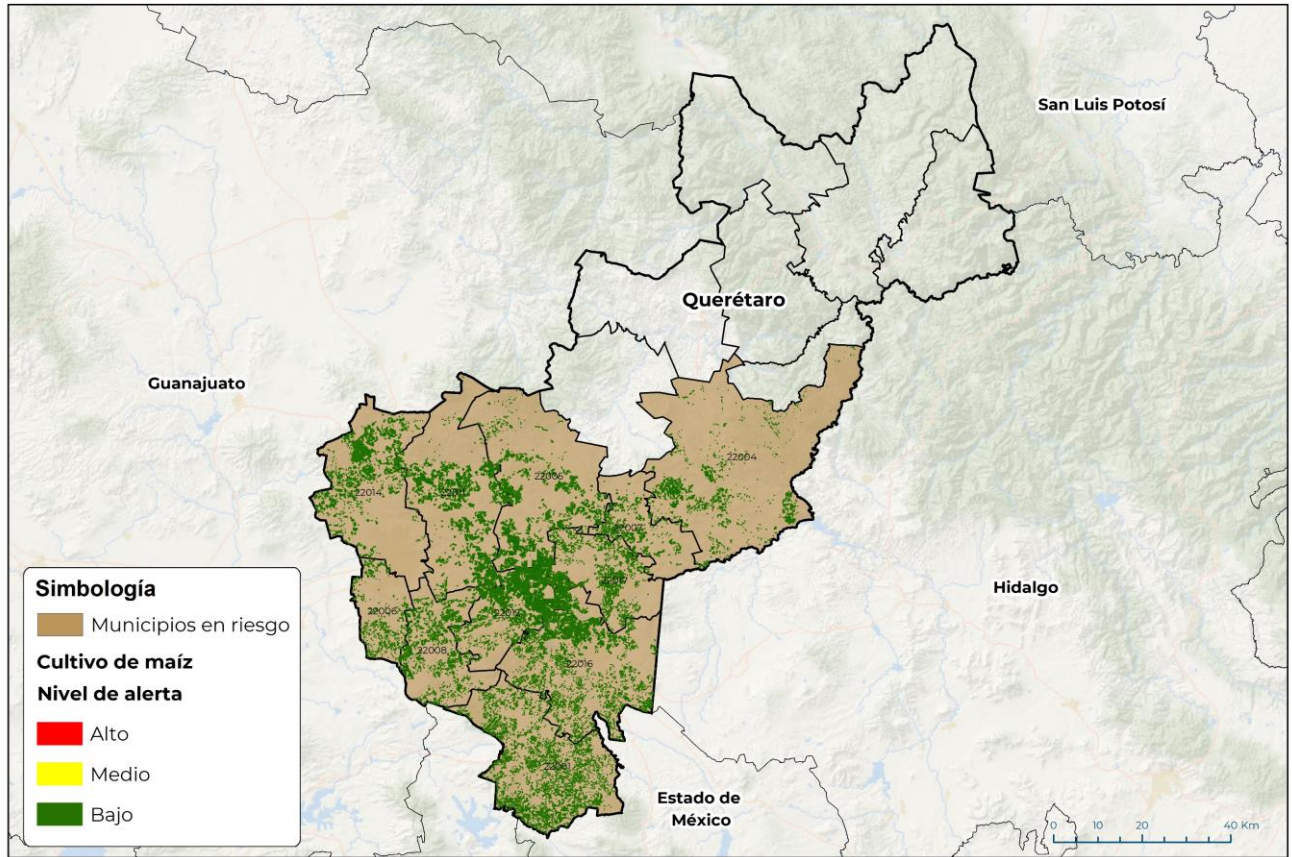 San Luis Potosí
Querétaro
Guanajuato
22004
22014
22006
22008
22016
Hidalgo
Estado de
México
Simbología
Municipios en riesgo
Cultivo de maíz
Nivel de alerta
Alto
Medio
Bajo
0 10 20 40 Km